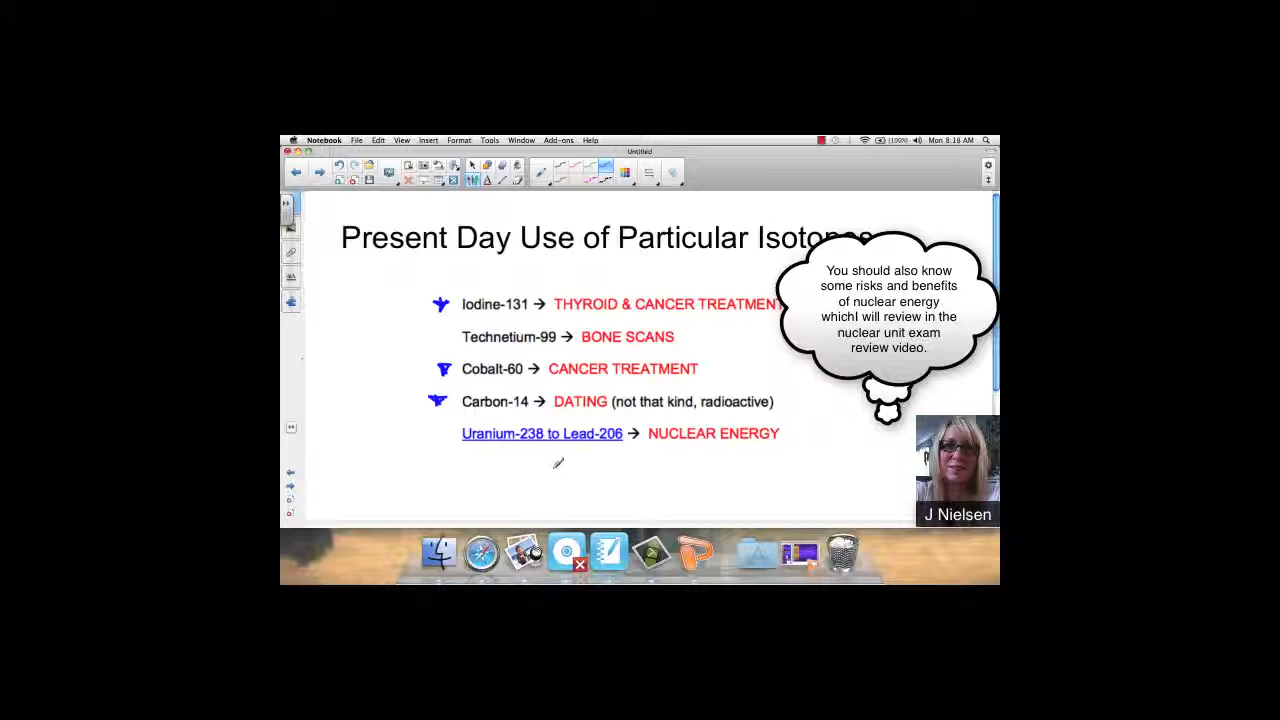 Notebook File Edit View Insert Format Tools Window Add-ons Help (100%) Mon 8:18 AM
Untitled
Present Day Use of Particular Isotopes
Iodine-131 → THYROID & CANCER TREATMENT
Technetium-99 → BONE SCANS
Cobalt-60 → CANCER TREATMENT
Carbon-14 → DATING (not that kind, radioactive)
Uranium-238 to Lead-206 → NUCLEAR ENERGY
You should also know
some risks and benefits
of nuclear energy
whichI will review in the
nuclear unit exam
review video.
J Nielsen